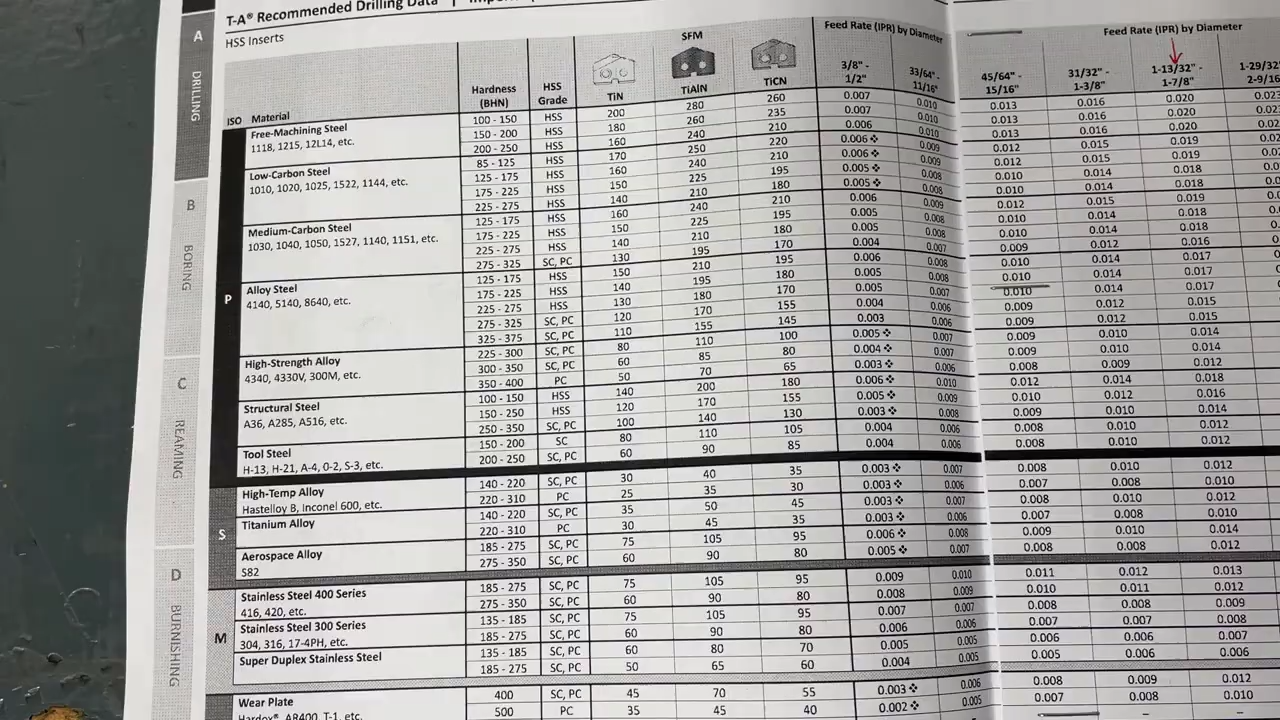 T-A® Recommended Drilling Data |
HSS Inserts
A
DRILLING
B
BORING
C
REAMING
D
BURNISHING
SFM
Feed Rate (IPR) by Diameter
Feed Rate (IPR) by Diameter
ISO Material Hardness (BHN) HSS Grade TiN TiAlN TiCN 3/8" - 1/2" 33/64" - 11/16" 45/64" - 15/16" 31/32" - 1-3/8" 1-13/32" - 1-7/8" 1-29/32"
P
Free-Machining Steel
1118, 1215, 12L14, etc.
100 - 150 HSS 200 280 260 0.007 0.010 0.013 0.016 0.020
150 - 200 HSS 180 260 235 0.007 0.010 0.013 0.016 0.020
200 - 250 HSS 160 240 210 0.006 0.010 0.013 0.016 0.020
Low-Carbon Steel
1010, 1020, 1025, 1522, 1144, etc.
85 - 125 HSS 170 250 220 0.006 ❖ 0.009 0.012 0.015 0.019
125 - 175 HSS 160 240 210 0.006 ❖ 0.009 0.012 0.015 0.019
175 - 225 HSS 150 225 195 0.005 ❖ 0.008 0.010 0.014 0.018
225 - 275 HSS 140 210 180 0.005 ❖ 0.008 0.010 0.014 0.018
Medium-Carbon Steel
1030, 1040, 1050, 1527, 1140, 1151, etc.
125 - 175 HSS 160 240 210 0.006 0.009 0.012 0.015 0.019
175 - 225 HSS 150 225 195 0.005 0.008 0.010 0.014 0.018
225 - 275 HSS 140 210 180 0.005 0.008 0.010 0.014 0.018
275 - 325 SC, PC 130 195 170 0.004 0.007 0.009 0.012 0.016
Alloy Steel
4140, 5140, 8640, etc.
125 - 175 HSS 150 210 195 0.006 0.008 0.010 0.014 0.017
175 - 225 HSS 140 195 180 0.005 0.008 0.010 0.014 0.017
225 - 275 HSS 130 180 170 0.005 0.007 0.010 0.014 0.017
275 - 325 SC, PC 120 170 155 0.004 0.006 0.009 0.012 0.015
325 - 375 SC, PC 110 155 145 0.003 0.006 0.009 0.012 0.015
High-Strength Alloy
4340, 4330V, 300M, etc.
225 - 300 SC, PC 80 110 100 0.005 ❖ 0.007 0.009 0.010 0.014
300 - 350 SC, PC 60 85 80 0.004 ❖ 0.007 0.009 0.010 0.014
350 - 400 PC 50 70 65 0.003 ❖ 0.006 0.008 0.009 0.012
Structural Steel
A36, A285, A516, etc.
100 - 150 HSS 140 200 180 0.006 ❖ 0.010 0.012 0.014 0.018
150 - 250 HSS 120 170 155 0.005 ❖ 0.009 0.010 0.012 0.016
250 - 350 SC, PC 100 140 130 0.003 ❖ 0.008 0.009 0.010 0.014
Tool Steel
H-13, H-21, A-4, 0-2, S-3, etc.
150 - 200 SC 80 110 105 0.004 0.006 0.008 0.010 0.012
200 - 250 SC, PC 60 90 85 0.004 0.006 0.008 0.010 0.012
S
High-Temp Alloy
Hastelloy B, Inconel 600, etc.
140 - 220 SC, PC 30 40 35 0.003 ❖ 0.007 0.008 0.010 0.012
220 - 310 PC 25 35 30 0.003 ❖ 0.006 0.007 0.008 0.010
Titanium Alloy
140 - 220 SC, PC 35 50 45 0.003 ❖ 0.007 0.008 0.010 0.012
220 - 310 PC 30 45 35 0.003 ❖ 0.006 0.007 0.008 0.010
Aerospace Alloy
S82
185 - 275 SC, PC 75 105 95 0.006 ❖ 0.008 0.009 0.010 0.014
275 - 350 SC, PC 60 90 80 0.005 ❖ 0.007 0.008 0.008 0.012
M
Stainless Steel 400 Series
416, 420, etc.
185 - 275 SC, PC 75 105 95 0.009 0.010 0.011 0.012 0.013
275 - 350 SC, PC 60 90 80 0.008 0.009 0.010 0.011 0.012
Stainless Steel 300 Series
304, 316, 17-4PH, etc.
135 - 185 SC, PC 75 105 95 0.007 0.007 0.008 0.008 0.009
185 - 275 SC, PC 60 90 80 0.006 0.006 0.007 0.007 0.008
Super Duplex Stainless Steel
135 - 185 SC, PC 60 80 70 0.005 0.005 0.006 0.006 0.007
185 - 275 SC, PC 50 65 60 0.004 0.005 0.005 0.006 0.006
Wear Plate
Hardox®, AR400, T-1, etc.
400 SC, PC 45 70 55 0.003 ❖ 0.006 0.008 0.009 0.012
500 PC 35 45 40 0.002 ❖ 0.005 0.007 0.008 0.010
– –